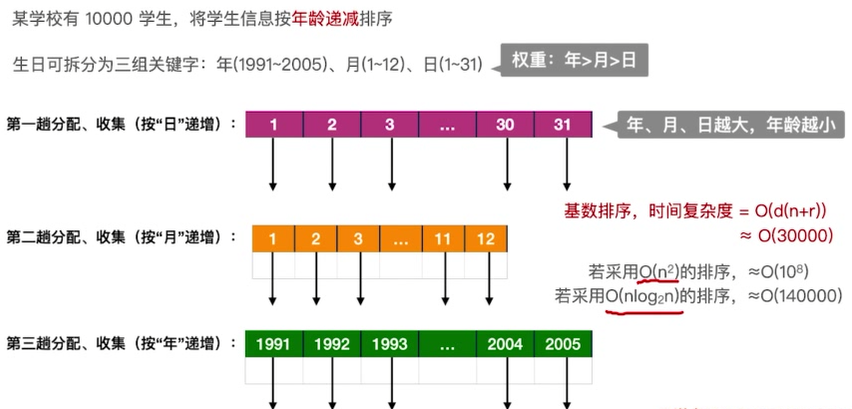 某学校有 10000 学生，将学生信息按年龄递减排序
生日可拆分为三组关键字：年(1991~2005)、月(1~12)、日(1~31)
权重：年>月>日
第一趟分配、收集（按“日”递增）：
1 2 3 ... 30 31
年、月、日越大，年龄越小
基数排序，时间复杂度 = O(d(n+r))
≈ O(30000)
第二趟分配、收集（按“月”递增）：
1 2 3 ... 11 12
若采用O(n²)的排序，≈O(10⁸)
若采用O(nlog₂n)的排序，≈O(140000)
第三趟分配、收集（按“年”递增）：
1991 1992 1993 ... 2004 2005